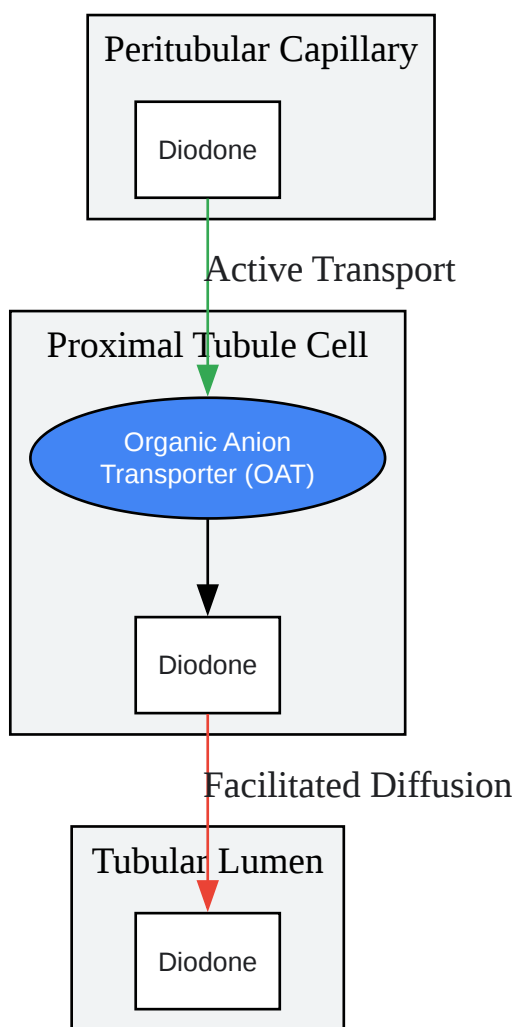 Peritubular Capillary
Diodone
Active Transport
Proximal Tubule Cell
Organic Anion
Transporter (OAT)
Diodone
Facilitated Diffusion
Tubular Lumen
Diodone